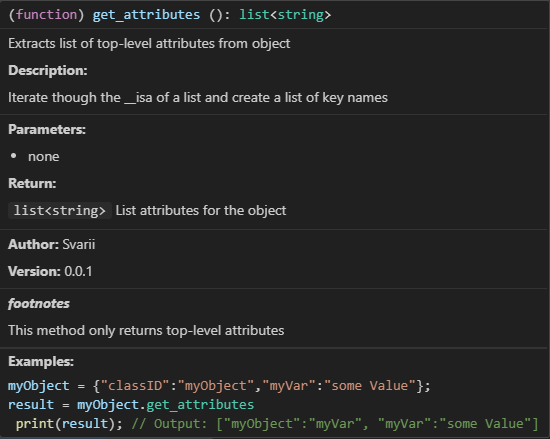 (function) get_attributes (): list<string>
Extracts list of top-level attributes from object
Description:
Iterate though the __isa of a list and create a list of key names
Parameters:
• none
Return:
list<string> List attributes for the object
Author: Svarii
Version: 0.0.1
footnotes
This method only returns top-level attributes
Examples:
myObject = {"classID":"myObject","myVar":"some Value"};
result = myObject.get_attributes
print(result); // Output: ["myObject":"myVar", "myVar":"some Value"]